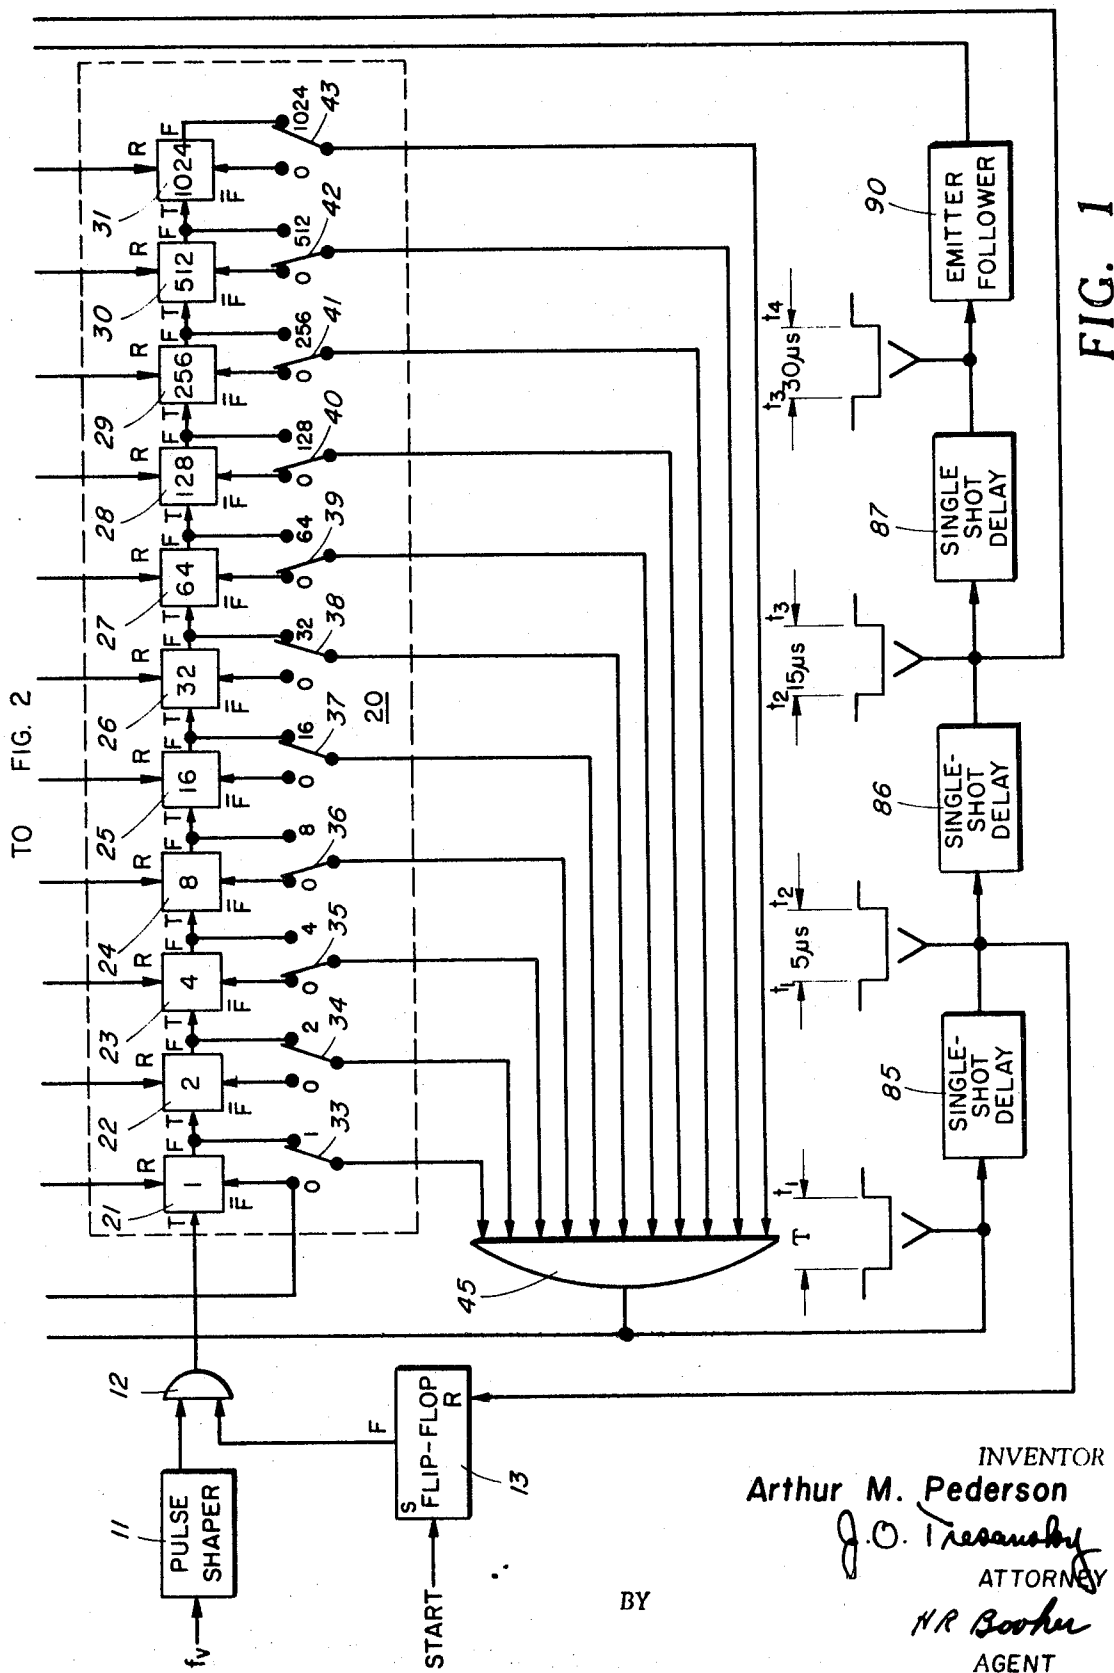 TO FIG. 2
R R R R R R R R R R R
21 22 23 24 25 26 27 28 29 30 31
T 1 F T 2 F T 4 F T 8 F T 16 F T 32 F T 64 F T 128 F T 256 F T 512 F T 1024 F
F̅ F̅ F̅ F̅ F̅ F̅ F̅ F̅ F̅ F̅ F̅
0 1 0 2 0 4 0 8 0 16 0 32 0 64 0 128 0 256 0 512 0 1024
33 34 35 36 37 38 39 40 41 42 43
20
fv
11
PULSE
SHAPER
12
START
S
F
FLIP-FLOP
R
13
45
T
t1
t1
5μs
t2
t2
15μs
t3
t3
30μs
t4
85
SINGLE-
SHOT
DELAY
86
SINGLE-
SHOT
DELAY
87
SINGLE
SHOT
DELAY
90
EMITTER
FOLLOWER
FIG. 1
INVENTOR
Arthur M. Pederson
BY
J.O. Tresansky
ATTORNEY
H R Booher
AGENT